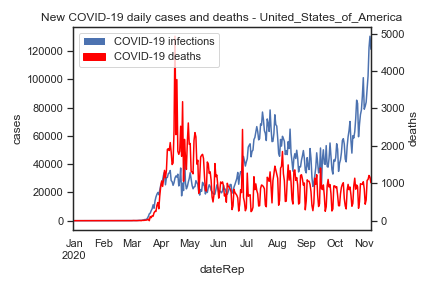 New COVID-19 daily cases and deaths - United_States_of_America
COVID-19 infections
COVID-19 deaths
120000
100000
80000
60000
40000
20000
0
cases
5000
4000
3000
2000
1000
0
deaths
Jan Feb Mar Apr May Jun Jul Aug Sep Oct Nov
2020
dateRep